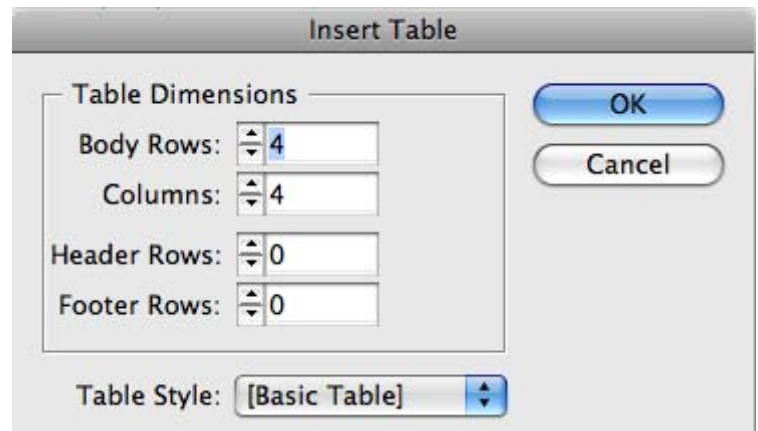 Insert Table
Table Dimensions
Body Rows: 4
Columns: 4
Header Rows: 0
Footer Rows: 0
Table Style: [Basic Table]
OK
Cancel